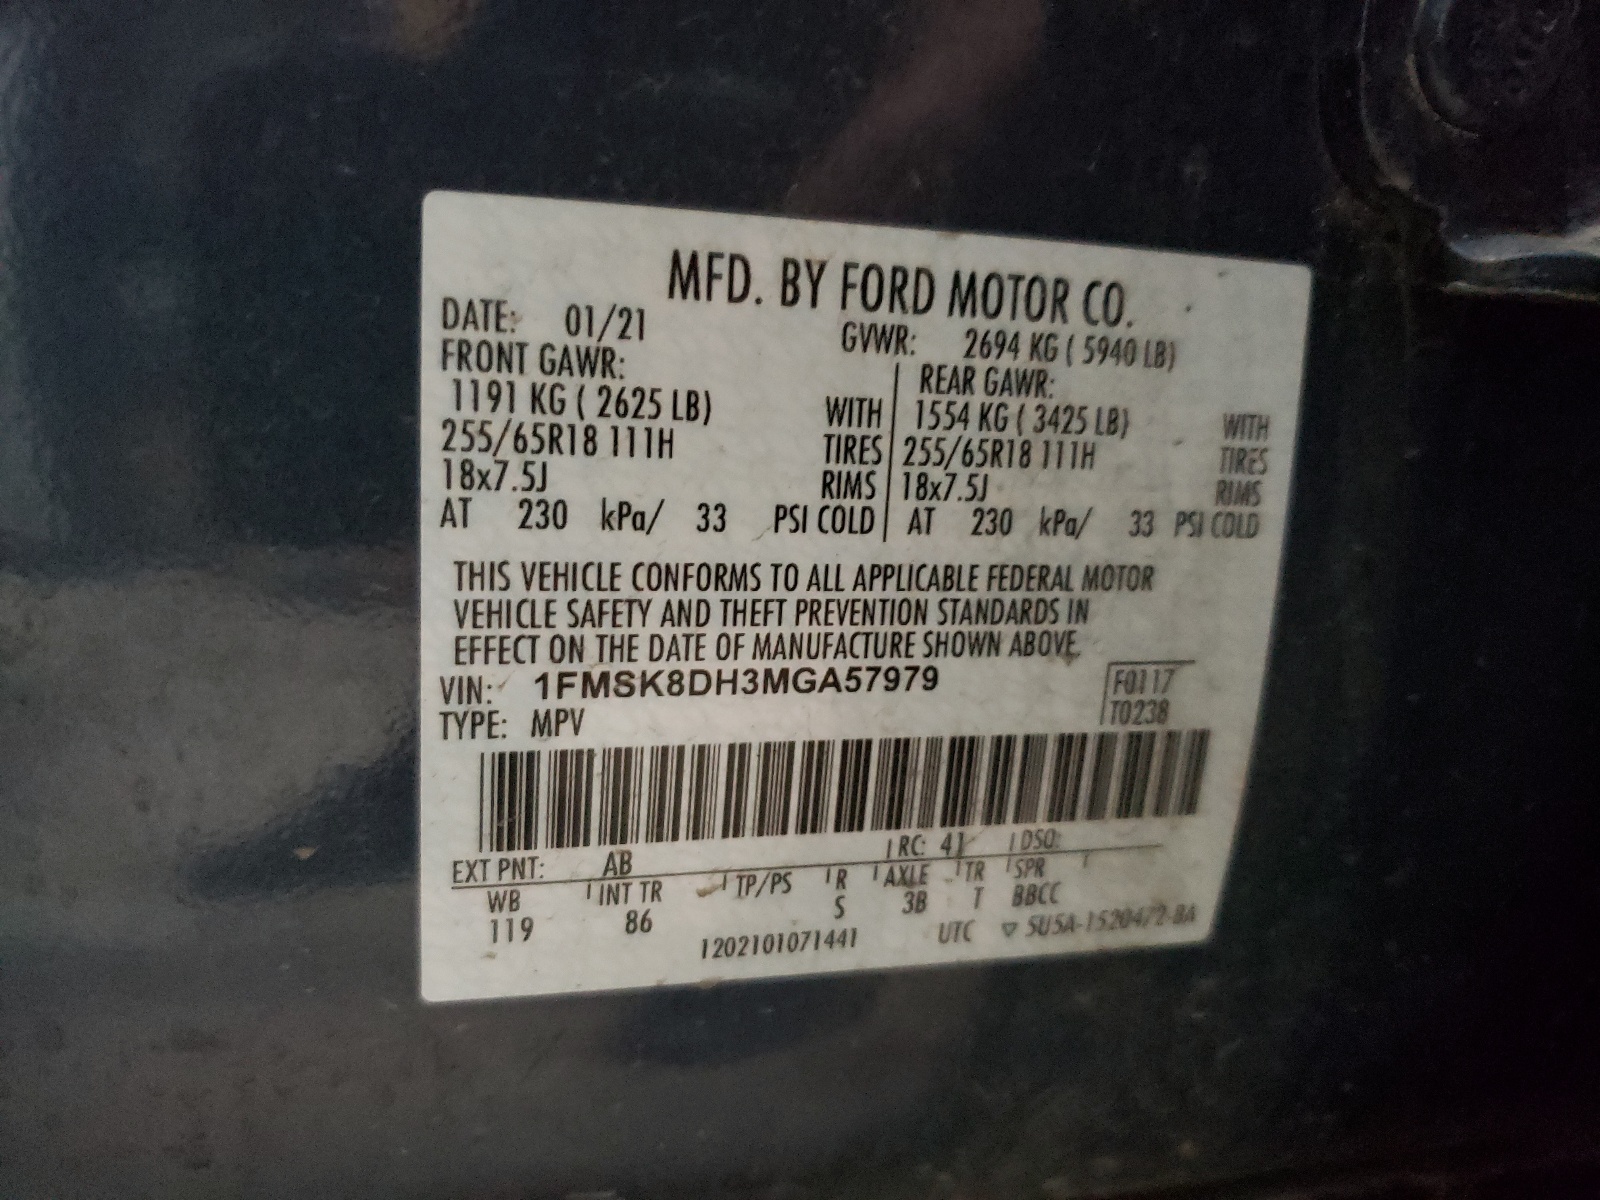 MFD. BY FORD MOTOR CO.
DATE: 01/21 GVWR: 2694 KG ( 5940 LB)
FRONT GAWR: REAR GAWR:
1191 KG ( 2625 LB) WITH 1554 KG ( 3425 LB) WITH
255/65R18 111H TIRES 255/65R18 111H TIRES
18x7.5J RIMS 18x7.5J RIMS
AT 230 kPa/ 33 PSI COLD AT 230 kPa/ 33 PSI COLD
THIS VEHICLE CONFORMS TO ALL APPLICABLE FEDERAL MOTOR
VEHICLE SAFETY AND THEFT PREVENTION STANDARDS IN
EFFECT ON THE DATE OF MANUFACTURE SHOWN ABOVE.
VIN: 1FMSK8DH3MGA57979 F0117
TYPE: MPV T0238
EXT PNT: AB RC: 41 DSO:
WB INT TR TP/PS R AXLE TR SPR
119 86 S 3B T BBCC
1202101071441 UTC ▽ 5U5A-1520472-BA